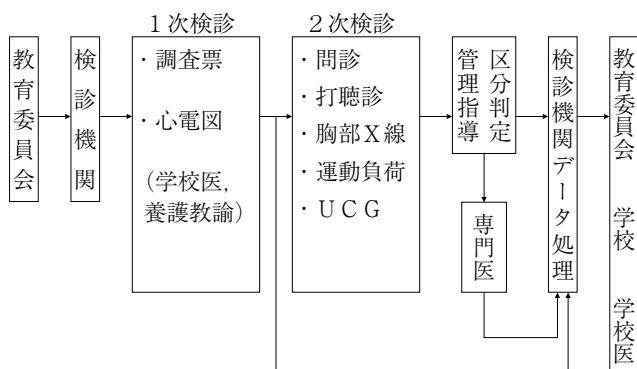 １次検診
２次検診
教育委員会
検診機関
・調査票
・心電図
（学校医，
養護教諭）
・問診
・打聴診
・胸部Ｘ線
・運動負荷
・ＵＣＧ
区分判定
管理指導
専門医
検診機関データ処理
教育委員会
学校
学校医